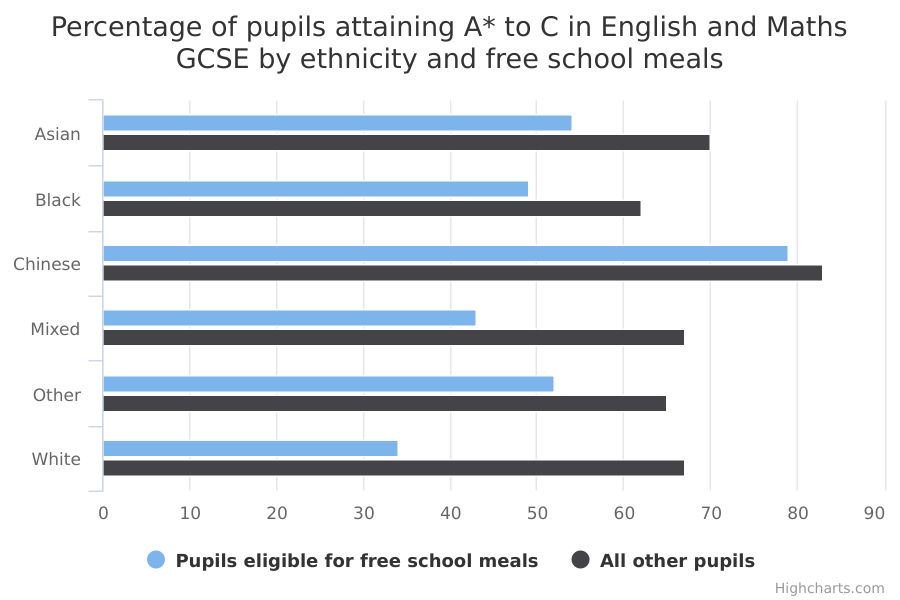 Percentage of pupils attaining A* to C in English and Maths
GCSE by ethnicity and free school meals
Asian
Black
Chinese
Mixed
Other
White
0 10 20 30 40 50 60 70 80 90
Pupils eligible for free school meals All other pupils
Highcharts.com